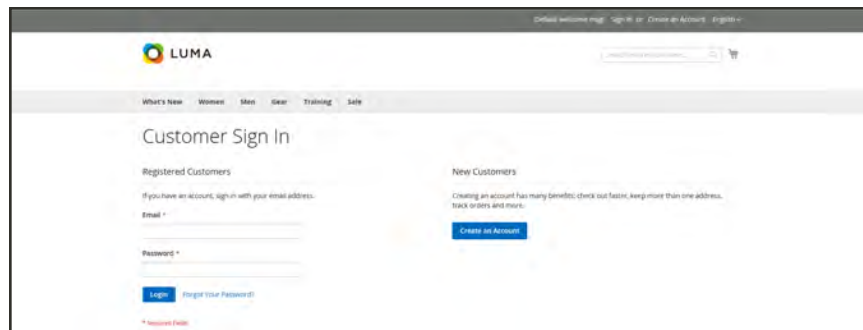 Default welcome msg! Sign In or Create an Account English
LUMA
What's New Women Men Gear Training Sale
Customer Sign In
Registered Customers
If you have an account, sign in with your email address.
Email *
Password *
Login Forgot Your Password?
* Required Fields
New Customers
Creating an account has many benefits: check out faster, keep more than one address,
track orders and more.
Create an Account